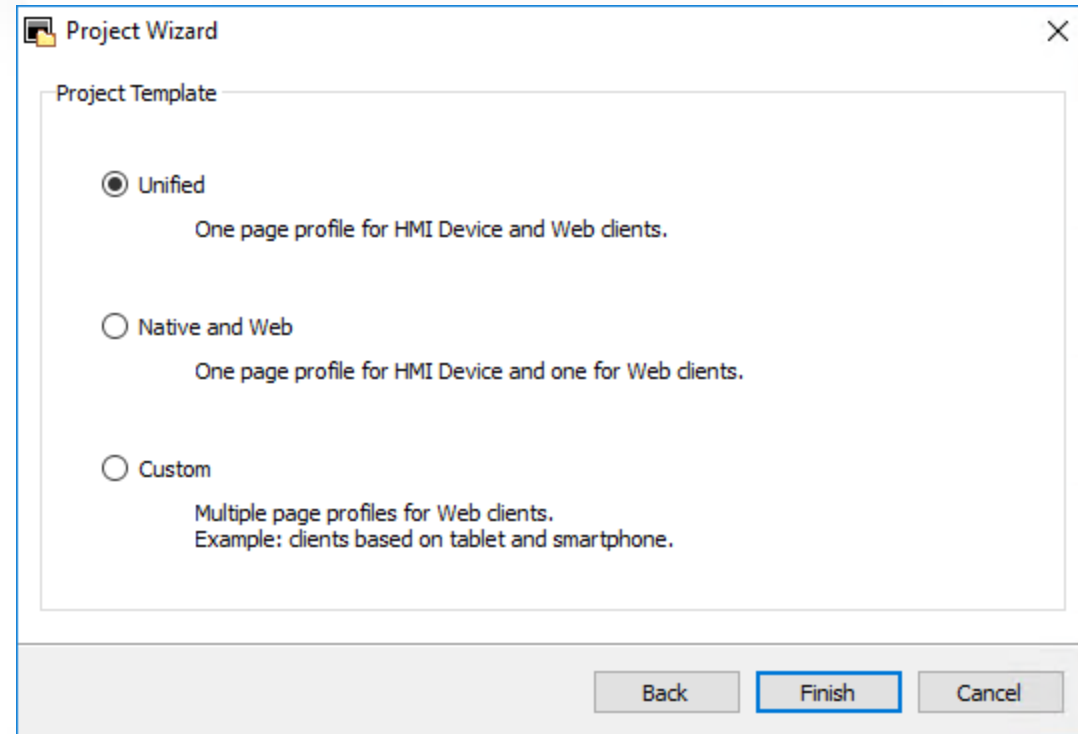 Project Wizard
Project Template
Unified
One page profile for HMI Device and Web clients.
Native and Web
One page profile for HMI Device and one for Web clients.
Custom
Multiple page profiles for Web clients.
Example: clients based on tablet and smartphone.
Back Finish Cancel